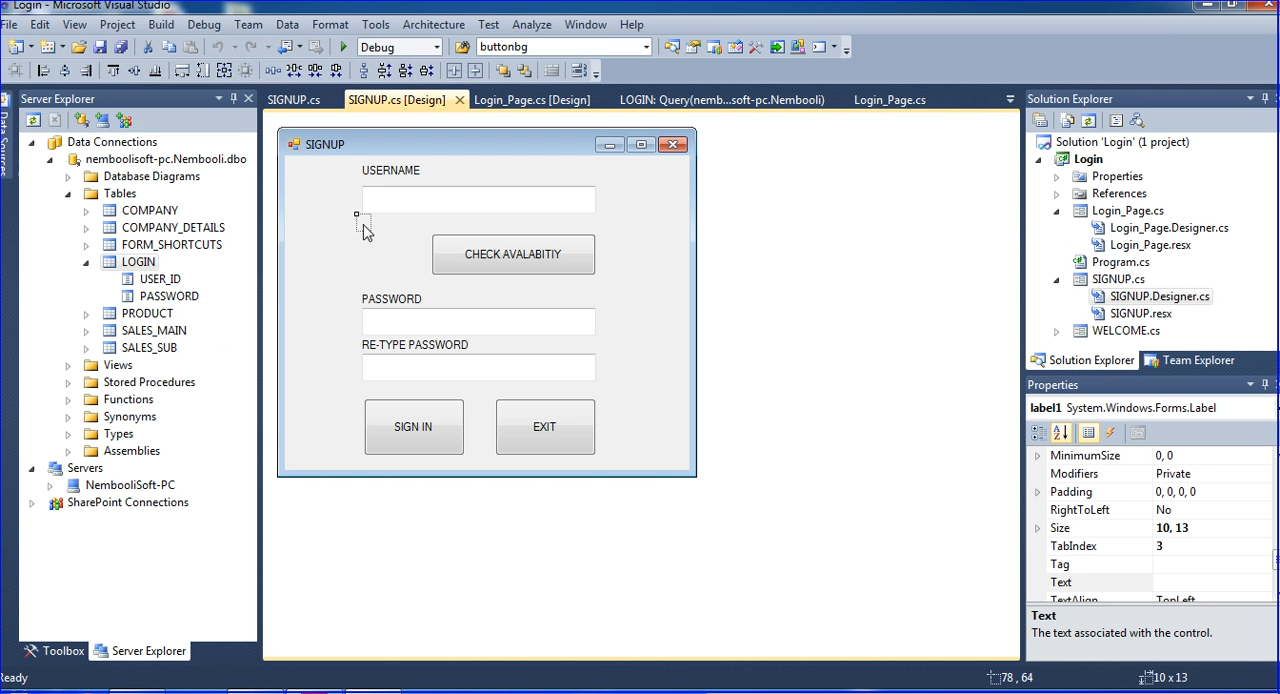 Login - Microsoft Visual Studio
File Edit View Project Build Debug Team Data Format Tools Architecture Test Analyze Window Help
Debug buttonbg
Server Explorer
SIGNUP.cs SIGNUP.cs [Design] Login_Page.cs [Design] LOGIN: Query(nemb...soft-pc.Nembooli) Login_Page.cs
Data Sources
Data Connections
nemboolisoft-pc.Nembooli.dbo
Database Diagrams
Tables
COMPANY
COMPANY_DETAILS
FORM_SHORTCUTS
LOGIN
USER_ID
PASSWORD
PRODUCT
SALES_MAIN
SALES_SUB
Views
Stored Procedures
Functions
Synonyms
Types
Assemblies
Servers
NembooliSoft-PC
SharePoint Connections
Toolbox Server Explorer
SIGNUP
USERNAME
CHECK AVALABITIY
PASSWORD
RE-TYPE PASSWORD
SIGN IN EXIT
Solution Explorer
Solution 'Login' (1 project)
Login
Properties
References
Login_Page.cs
Login_Page.Designer.cs
Login_Page.resx
Program.cs
SIGNUP.cs
SIGNUP.Designer.cs
SIGNUP.resx
WELCOME.cs
Solution Explorer Team Explorer
Properties
label1 System.Windows.Forms.Label
MinimumSize 0, 0
Modifiers Private
Padding 0, 0, 0, 0
RightToLeft No
Size 10, 13
TabIndex 3
Tag
Text
TextAlign TopLeft
Text
The text associated with the control.
Ready 78, 64 10 x 13